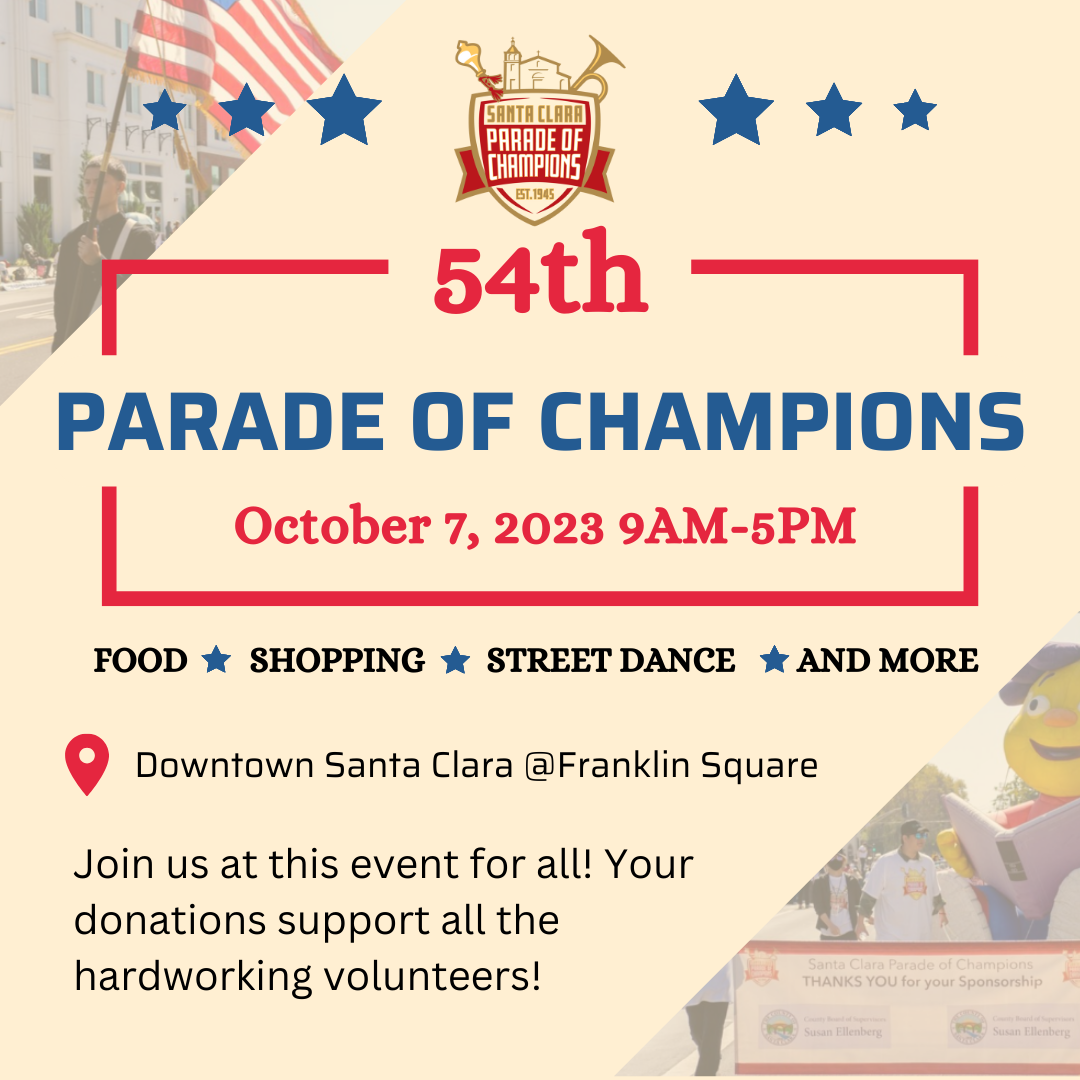 SANTA CLARA
PARADE OF
CHAMPIONS
EST. 1945
54th
PARADE OF CHAMPIONS
October 7, 2023 9AM-5PM
FOOD SHOPPING STREET DANCE AND MORE
Downtown Santa Clara @Franklin Square
Join us at this event for all! Your
donations support all the
hardworking volunteers!
Santa Clara Parade of Champions
THANKS YOU for your Sponsorship
County Board of Supervisors County Board of Supervisors
Susan Ellenberg Susan Ellenberg